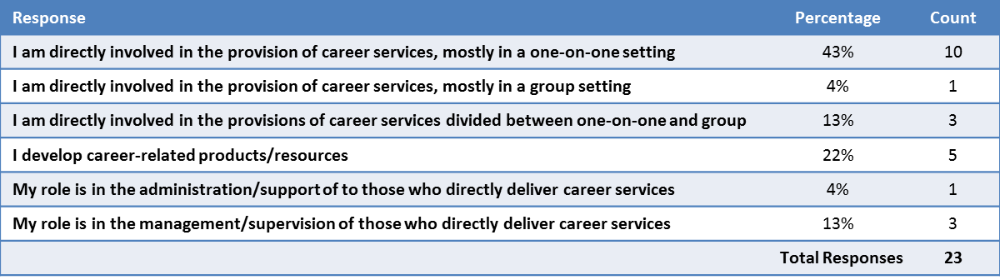 Response Percentage Count
I am directly involved in the provision of career services, mostly in a one-on-one setting 43% 10
I am directly involved in the provision of career services, mostly in a group setting 4% 1
I am directly involved in the provisions of career services divided between one-on-one and group 13% 3
I develop career-related products/resources 22% 5
My role is in the administration/support of to those who directly deliver career services 4% 1
My role is in the management/supervision of those who directly deliver career services 13% 3
Total Responses 23